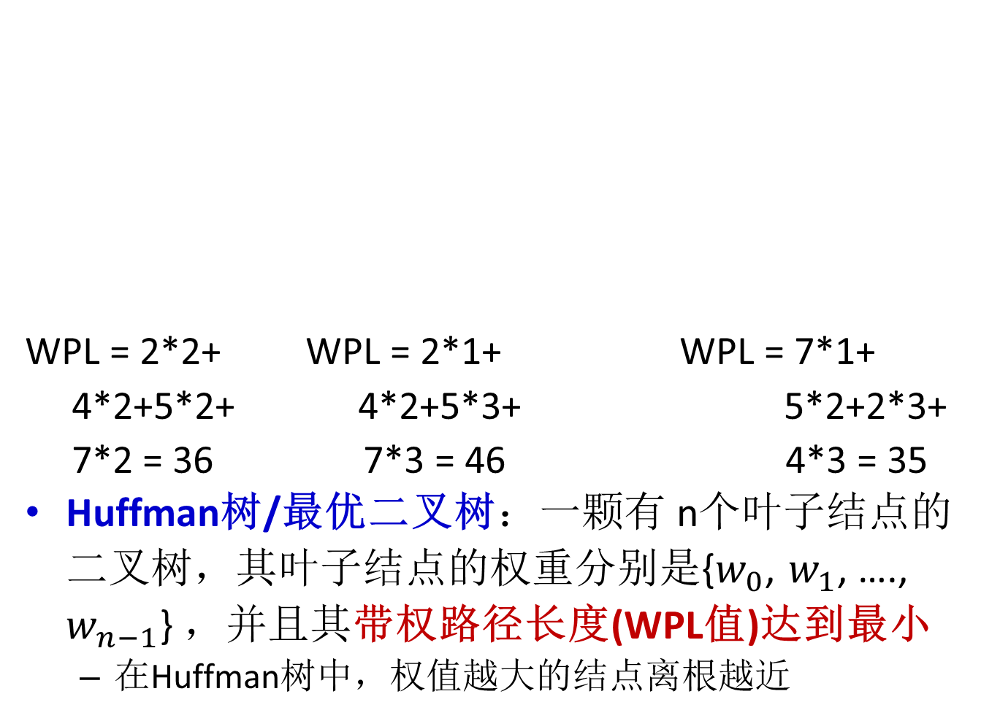 WPL = 2*2+ WPL = 2*1+ WPL = 7*1+
4*2+5*2+ 4*2+5*3+ 5*2+2*3+
7*2 = 36 7*3 = 46 4*3 = 35
• Huffman树/最优二叉树：一颗有 n个叶子结点的
二叉树，其叶子结点的权重分别是{w₀, w₁, ….,
wₙ₋₁} ，并且其带权路径长度(WPL值)达到最小
– 在Huffman树中，权值越大的结点离根越近